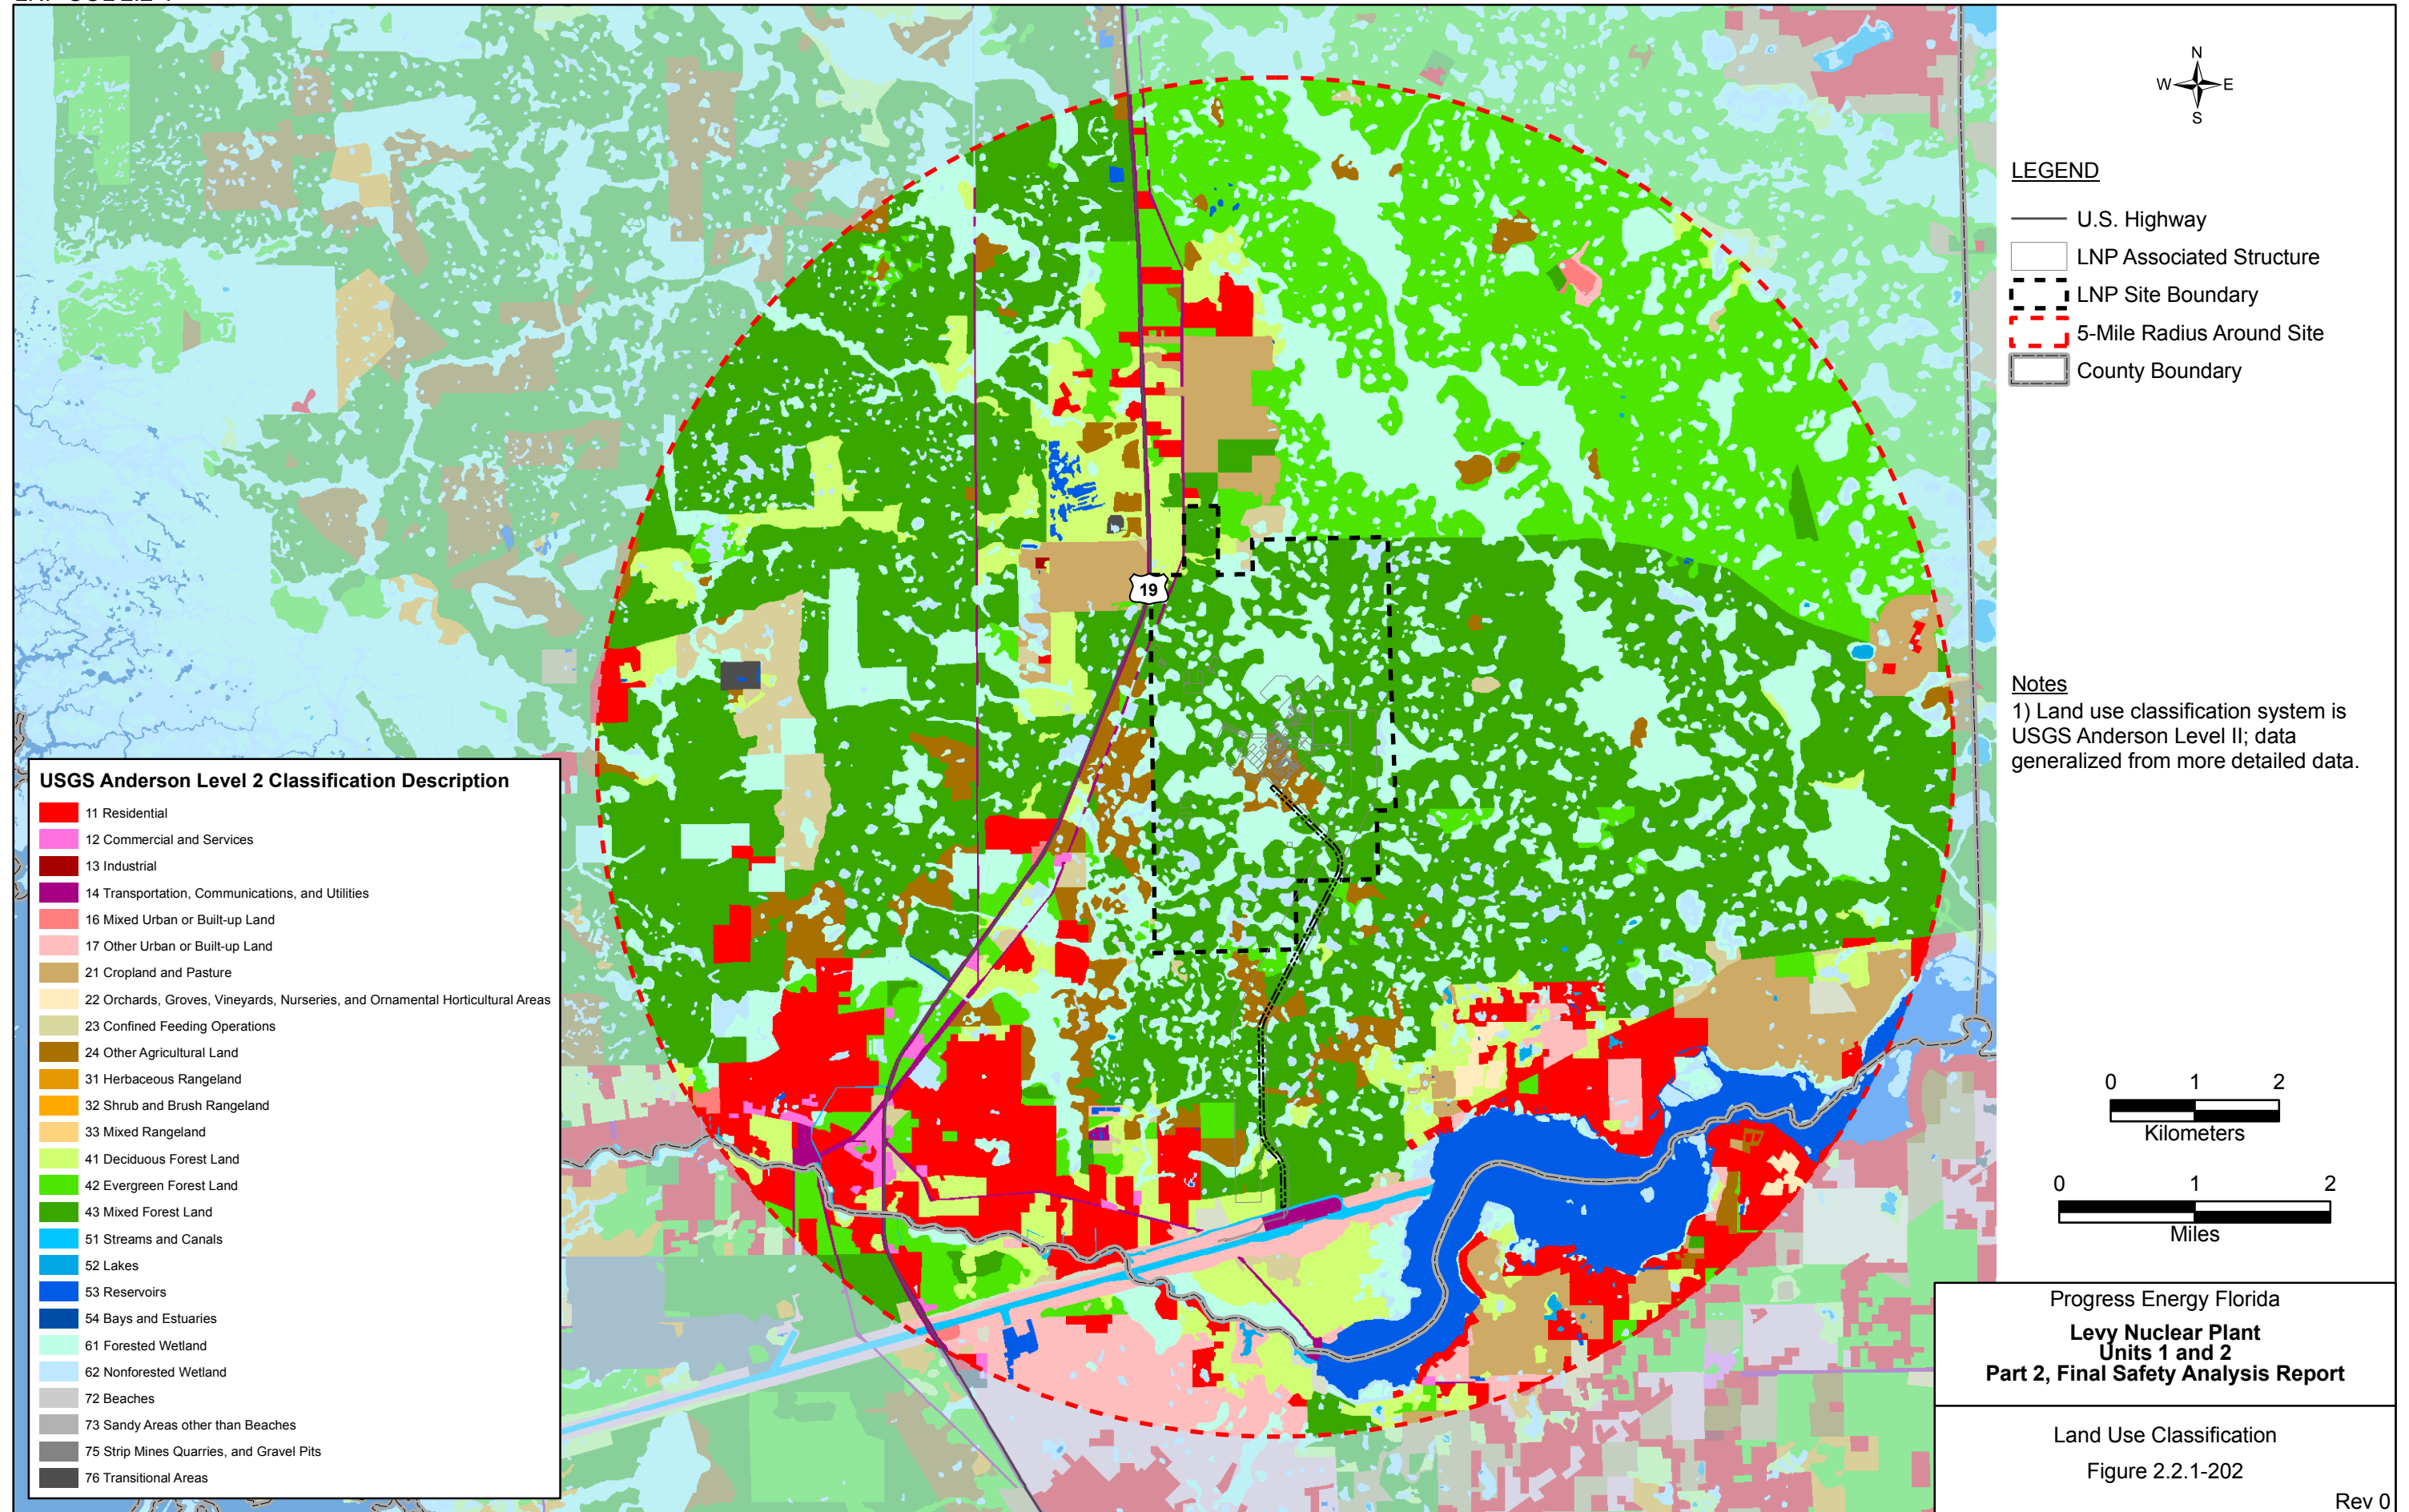 N
W E
S
LEGEND
U.S. Highway
LNP Associated Structure
LNP Site Boundary
5-Mile Radius Around Site
County Boundary
19
Notes
1) Land use classification system is
USGS Anderson Level II; data
generalized from more detailed data.
USGS Anderson Level 2 Classification Description
11 Residential
12 Commercial and Services
13 Industrial
14 Transportation, Communications, and Utilities
16 Mixed Urban or Built-up Land
17 Other Urban or Built-up Land
21 Cropland and Pasture
22 Orchards, Groves, Vineyards, Nurseries, and Ornamental Horticultural Areas
23 Confined Feeding Operations
24 Other Agricultural Land
31 Herbaceous Rangeland
32 Shrub and Brush Rangeland
33 Mixed Rangeland
41 Deciduous Forest Land
42 Evergreen Forest Land
43 Mixed Forest Land
51 Streams and Canals
52 Lakes
53 Reservoirs
54 Bays and Estuaries
61 Forested Wetland
62 Nonforested Wetland
72 Beaches
73 Sandy Areas other than Beaches
75 Strip Mines Quarries, and Gravel Pits
76 Transitional Areas
0 1 2
Kilometers
0 1 2
Miles
Progress Energy Florida
Levy Nuclear Plant
Units 1 and 2
Part 2, Final Safety Analysis Report
Land Use Classification
Figure 2.2.1-202
Rev 0